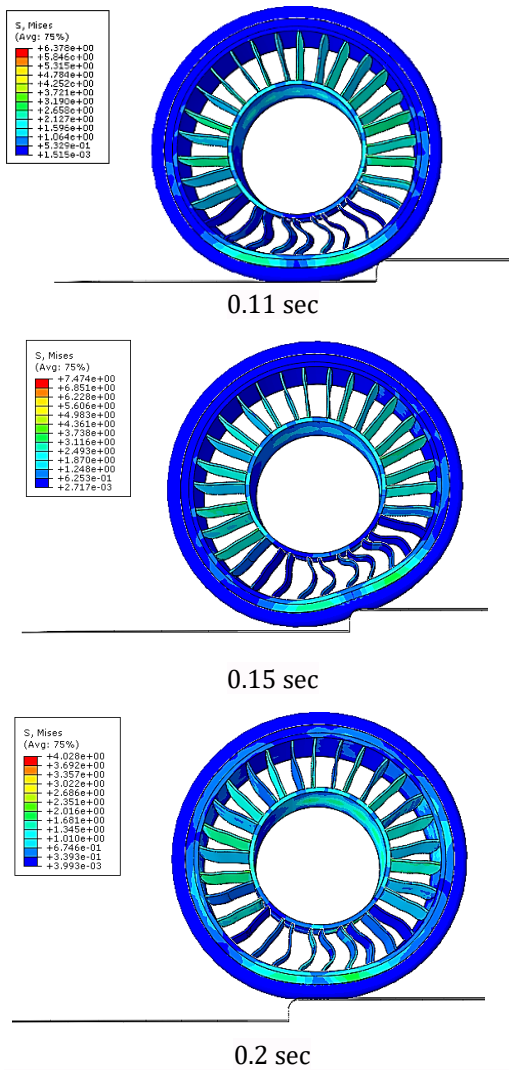 S, Mises
(Avg: 75%)
+6.378e+00
+5.846e+00
+5.315e+00
+4.784e+00
+4.252e+00
+3.721e+00
+3.190e+00
+2.658e+00
+2.127e+00
+1.596e+00
+1.064e+00
+5.329e-01
+1.515e-03
0.11 sec
S, Mises
(Avg: 75%)
+7.474e+00
+6.851e+00
+6.228e+00
+5.606e+00
+4.983e+00
+4.361e+00
+3.738e+00
+3.116e+00
+2.493e+00
+1.870e+00
+1.248e+00
+6.253e-01
+2.717e-03
0.15 sec
S, Mises
(Avg: 75%)
+4.028e+00
+3.692e+00
+3.357e+00
+3.022e+00
+2.686e+00
+2.351e+00
+2.016e+00
+1.681e+00
+1.345e+00
+1.010e+00
+6.746e-01
+3.393e-01
+3.993e-03
0.2 sec